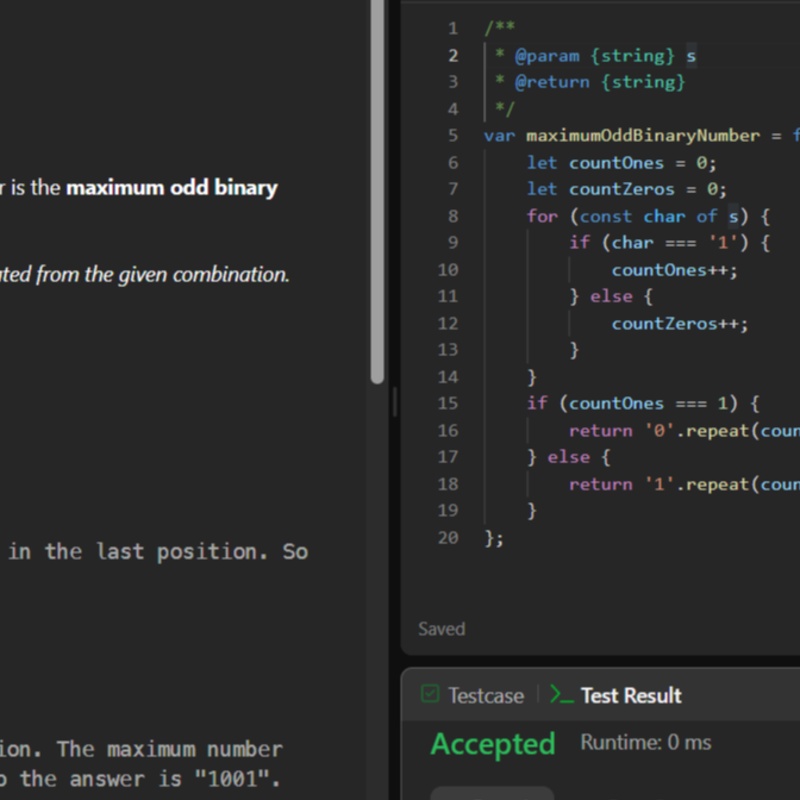 r is the maximum odd binary
ated from the given combination.
in the last position. So
ion. The maximum number
o the answer is "1001".
1 /**
2 * @param {string} s
3 * @return {string}
4 */
5 var maximumOddBinaryNumber = f
6 let countOnes = 0;
7 let countZeros = 0;
8 for (const char of s) {
9 if (char === '1') {
10 countOnes++;
11 } else {
12 countZeros++;
13 }
14 }
15 if (countOnes === 1) {
16 return '0'.repeat(coun
17 } else {
18 return '1'.repeat(coun
19 }
20 };
Saved
Testcase
Test Result
Accepted Runtime: 0 ms